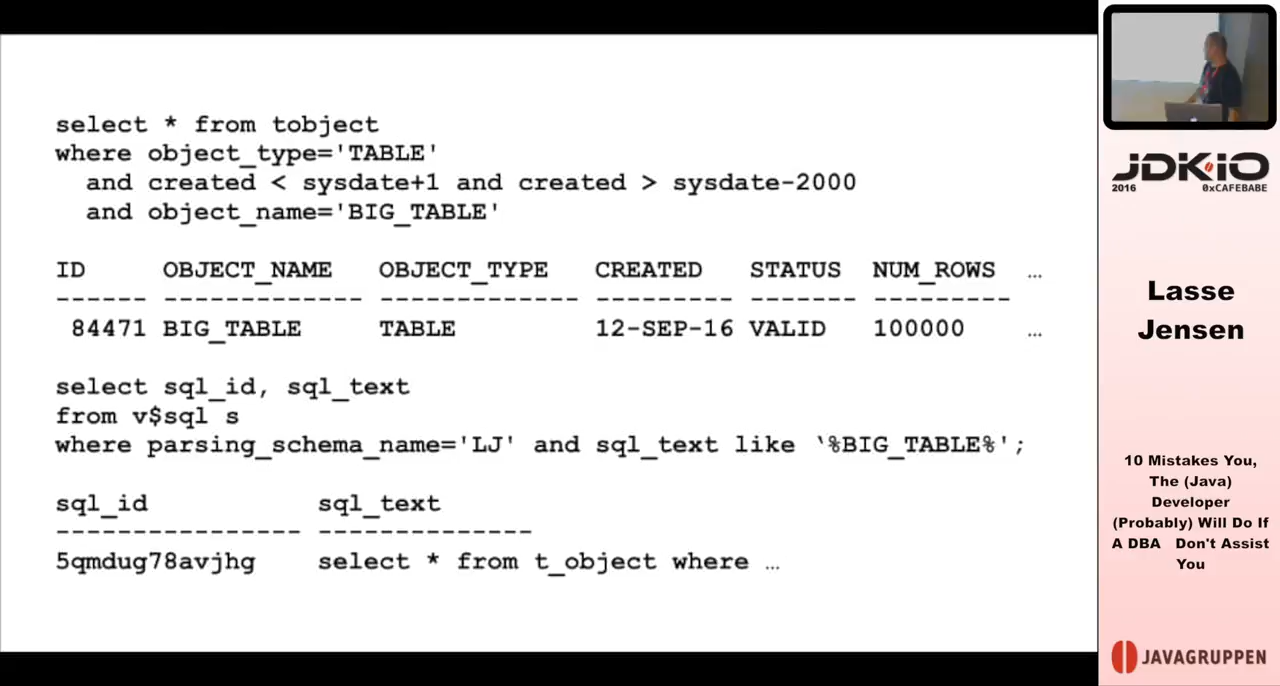 select * from tobject
where object_type='TABLE'
and created < sysdate+1 and created > sysdate-2000
and object_name='BIG_TABLE'
ID OBJECT_NAME OBJECT_TYPE CREATED STATUS NUM_ROWS …
------ ------------- ------------- --------- ------- ---------
84471 BIG_TABLE TABLE 12-SEP-16 VALID 100000 …
select sql_id, sql_text
from v$sql s
where parsing_schema_name='LJ' and sql_text like ‘%BIG_TABLE%';
sql_id sql_text
---------------- --------------
5qmdug78avjhg select * from t_object where …
JDK.IO
2016 0xCAFEBABE
Lasse
Jensen
10 Mistakes You,
The (Java)
Developer
(Probably) Will Do If
A DBA Don't Assist
You
JAVAGRUPPEN